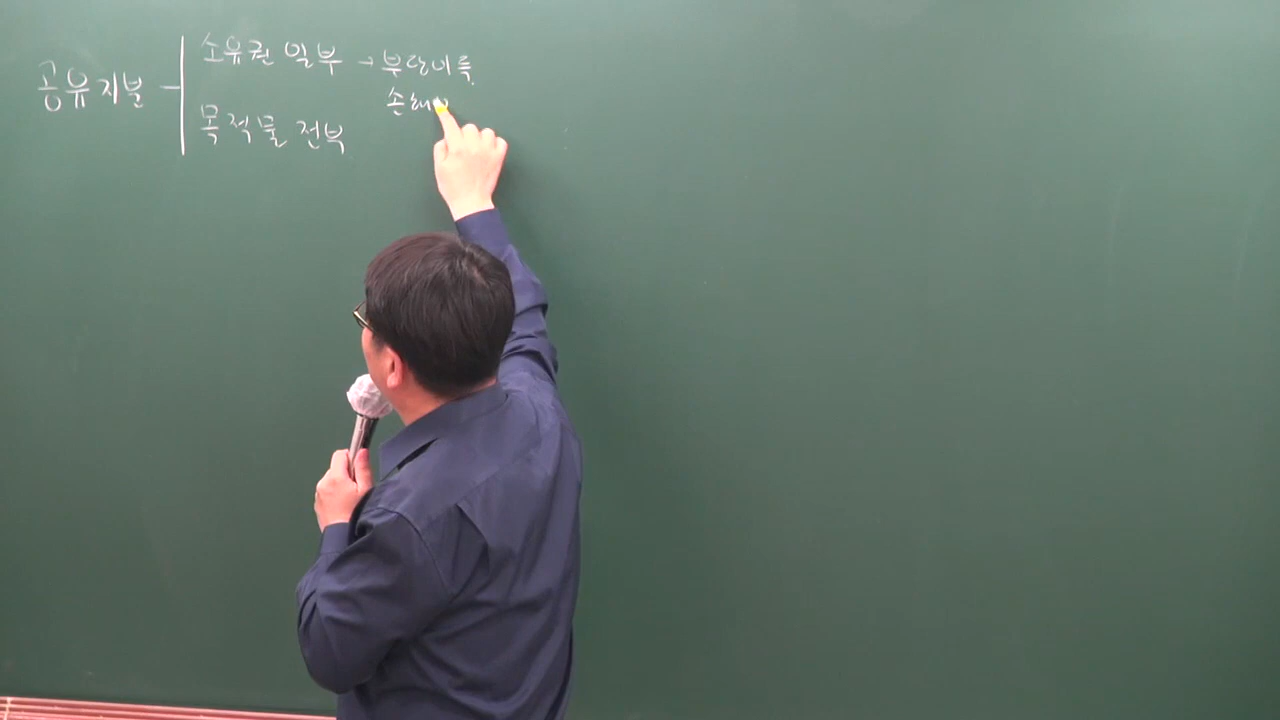 공유지분
소유권 일부 → 부당이득
손해
목적물 전부